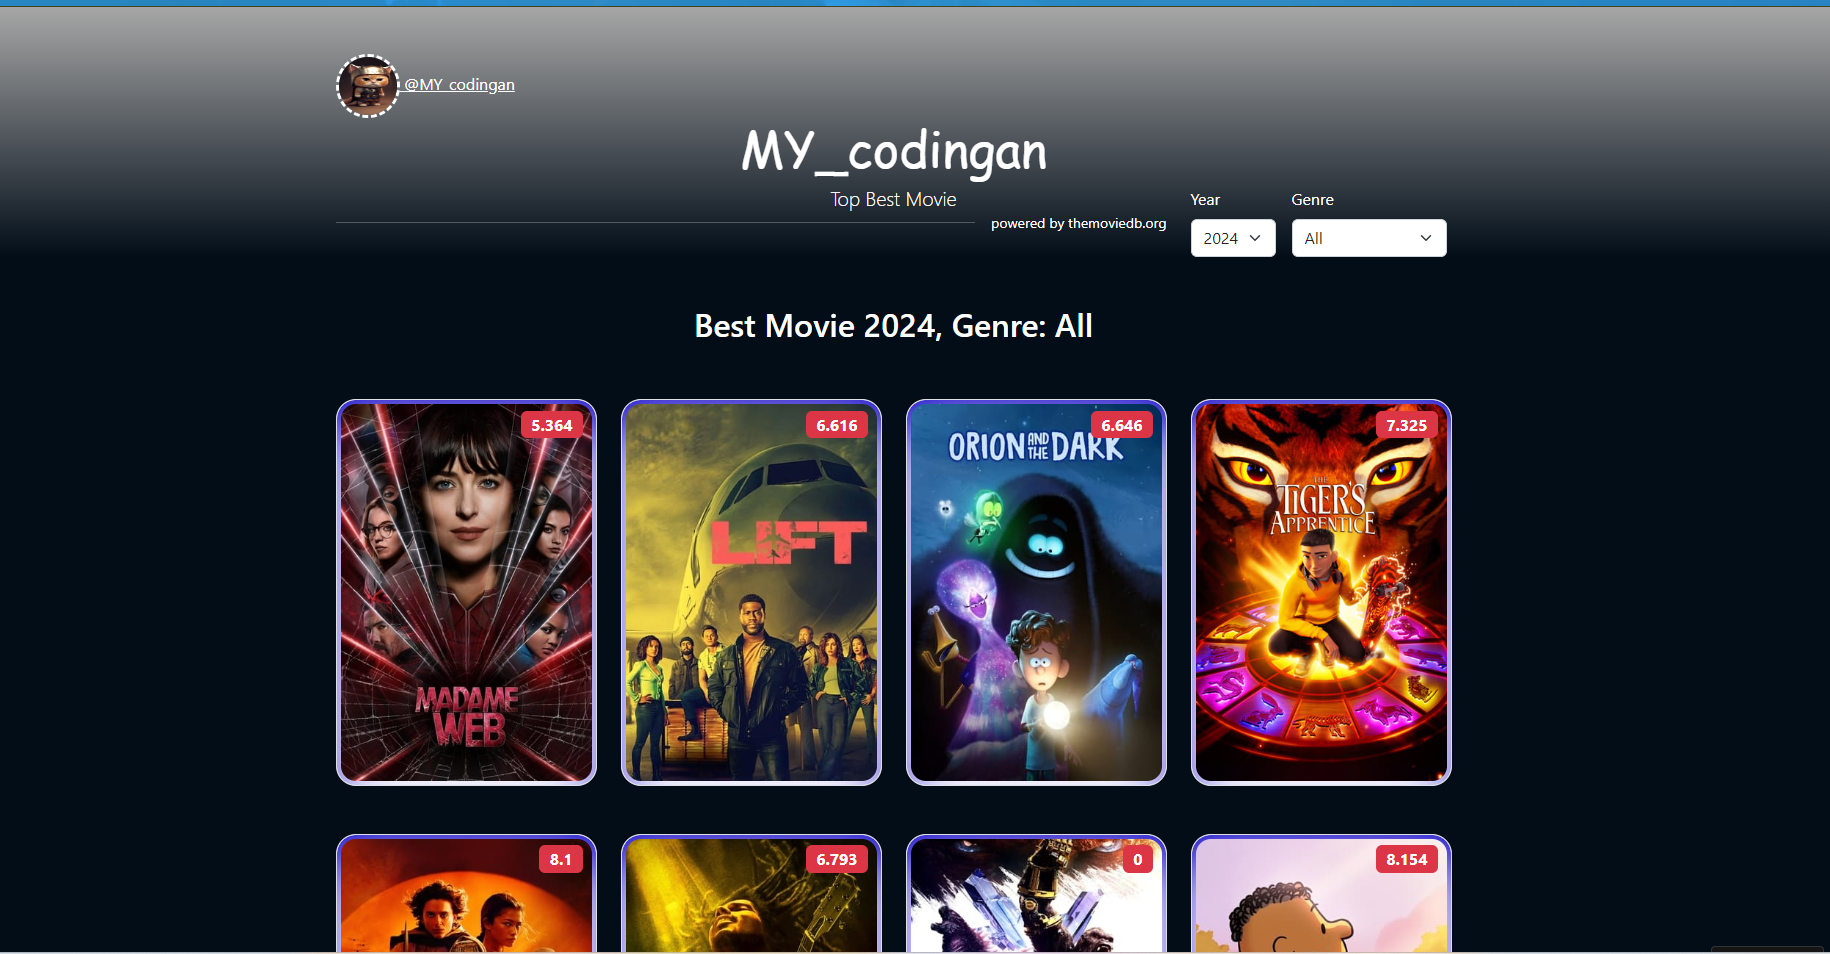 @MY_codingan
MY_codingan
Top Best Movie
powered by themoviedb.org
Year
Genre
2024
All
Best Movie 2024, Genre: All
5.364
MADAME
WEB
6.616
LIFT
6.646
ORION AND THE DARK
7.325
THE
TIGER'S
APPRENTICE
8.1
6.793
0
8.154